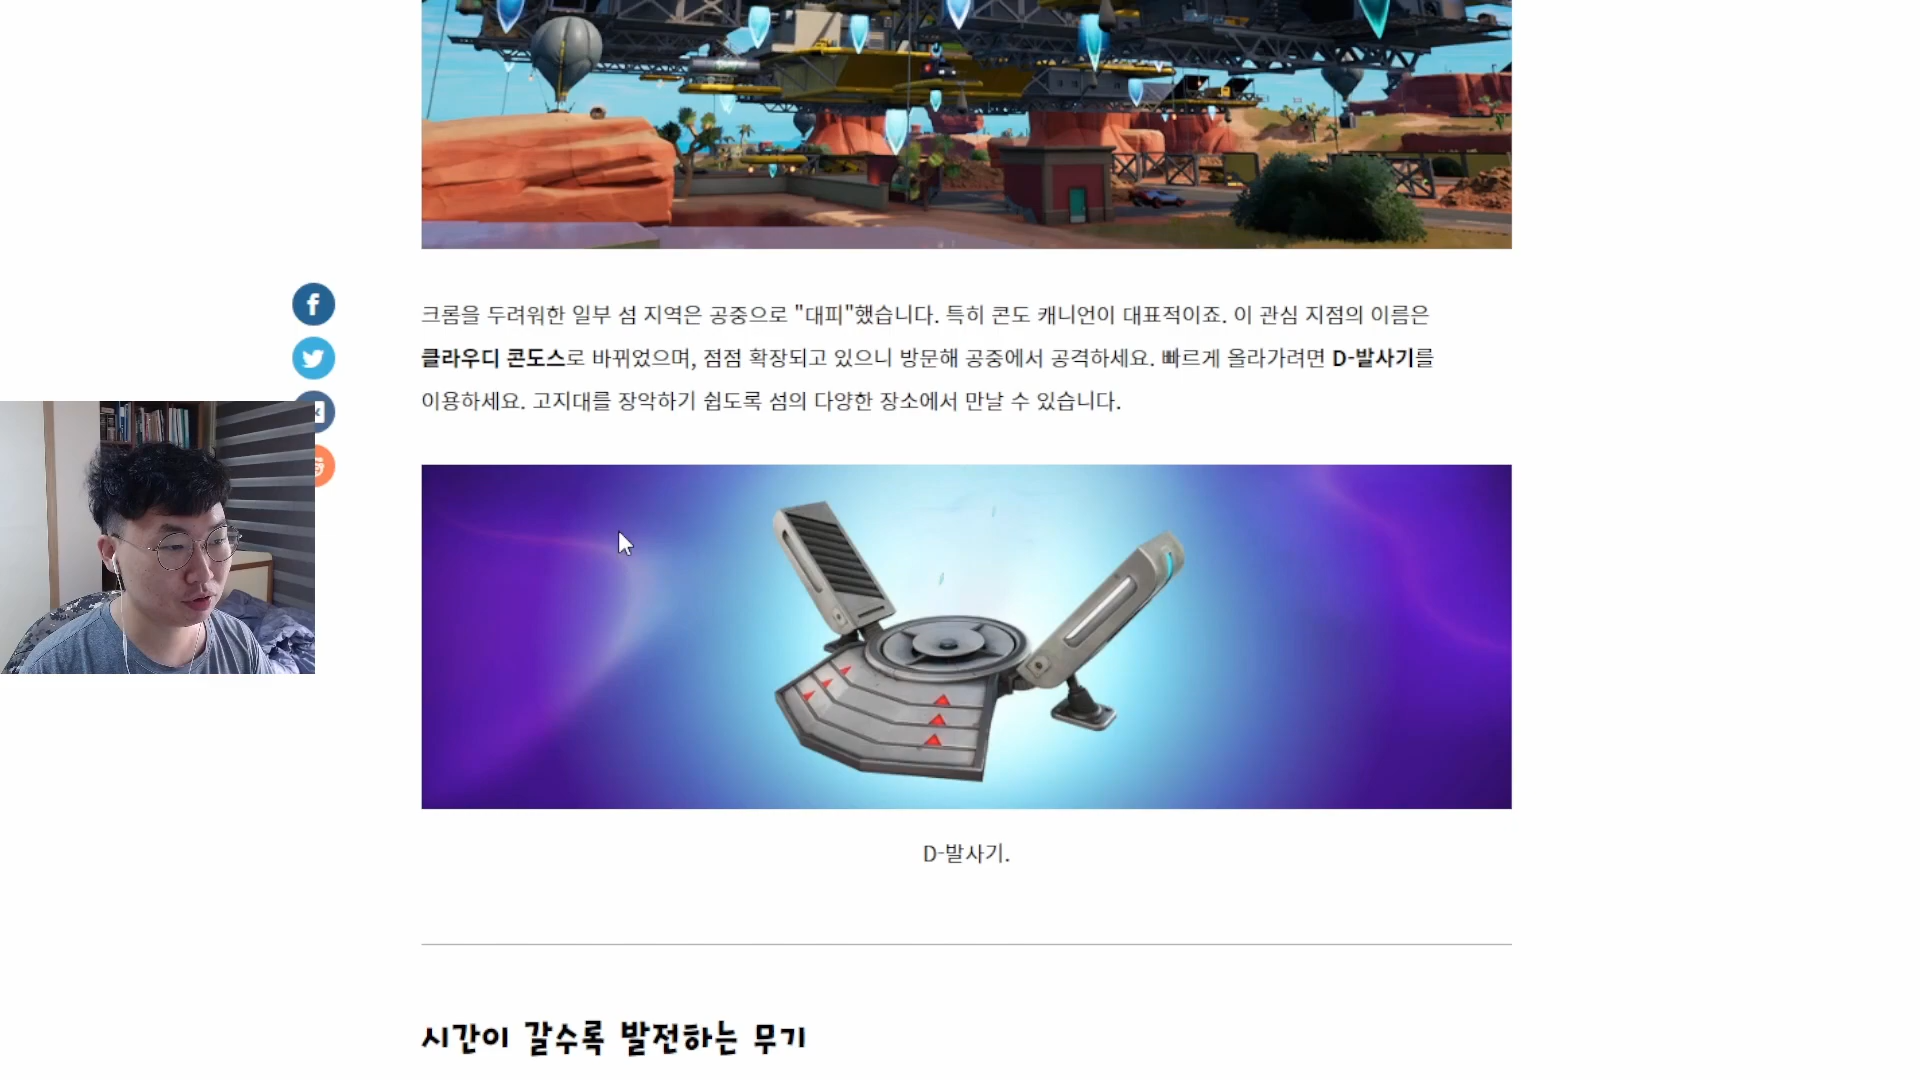 크롬을 두려워한 일부 섬 지역은 공중으로 "대피"했습니다. 특히 콘도 캐니언이 대표적이죠. 이 관심 지점의 이름은
클라우디 콘도스로 바뀌었으며, 점점 확장되고 있으니 방문해 공중에서 공격하세요. 빠르게 올라가려면 D-발사기를
이용하세요. 고지대를 장악하기 쉽도록 섬의 다양한 장소에서 만날 수 있습니다.
D-발사기.
시간이 갈수록 발전하는 무기